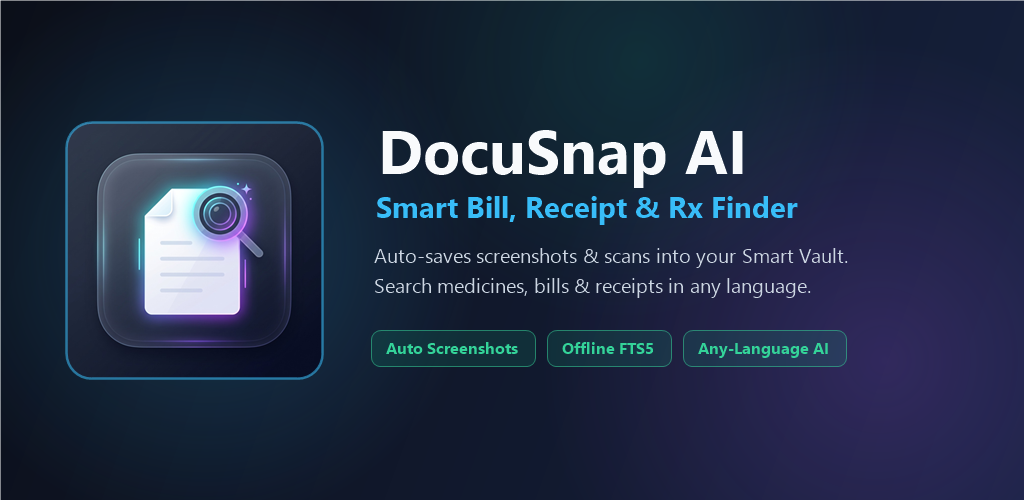 DocuSnap AI
Smart Bill, Receipt & Rx Finder
Auto-saves screenshots & scans into your Smart Vault.
Search medicines, bills & receipts in any language.
Auto Screenshots
Offline FTS5
Any-Language AI